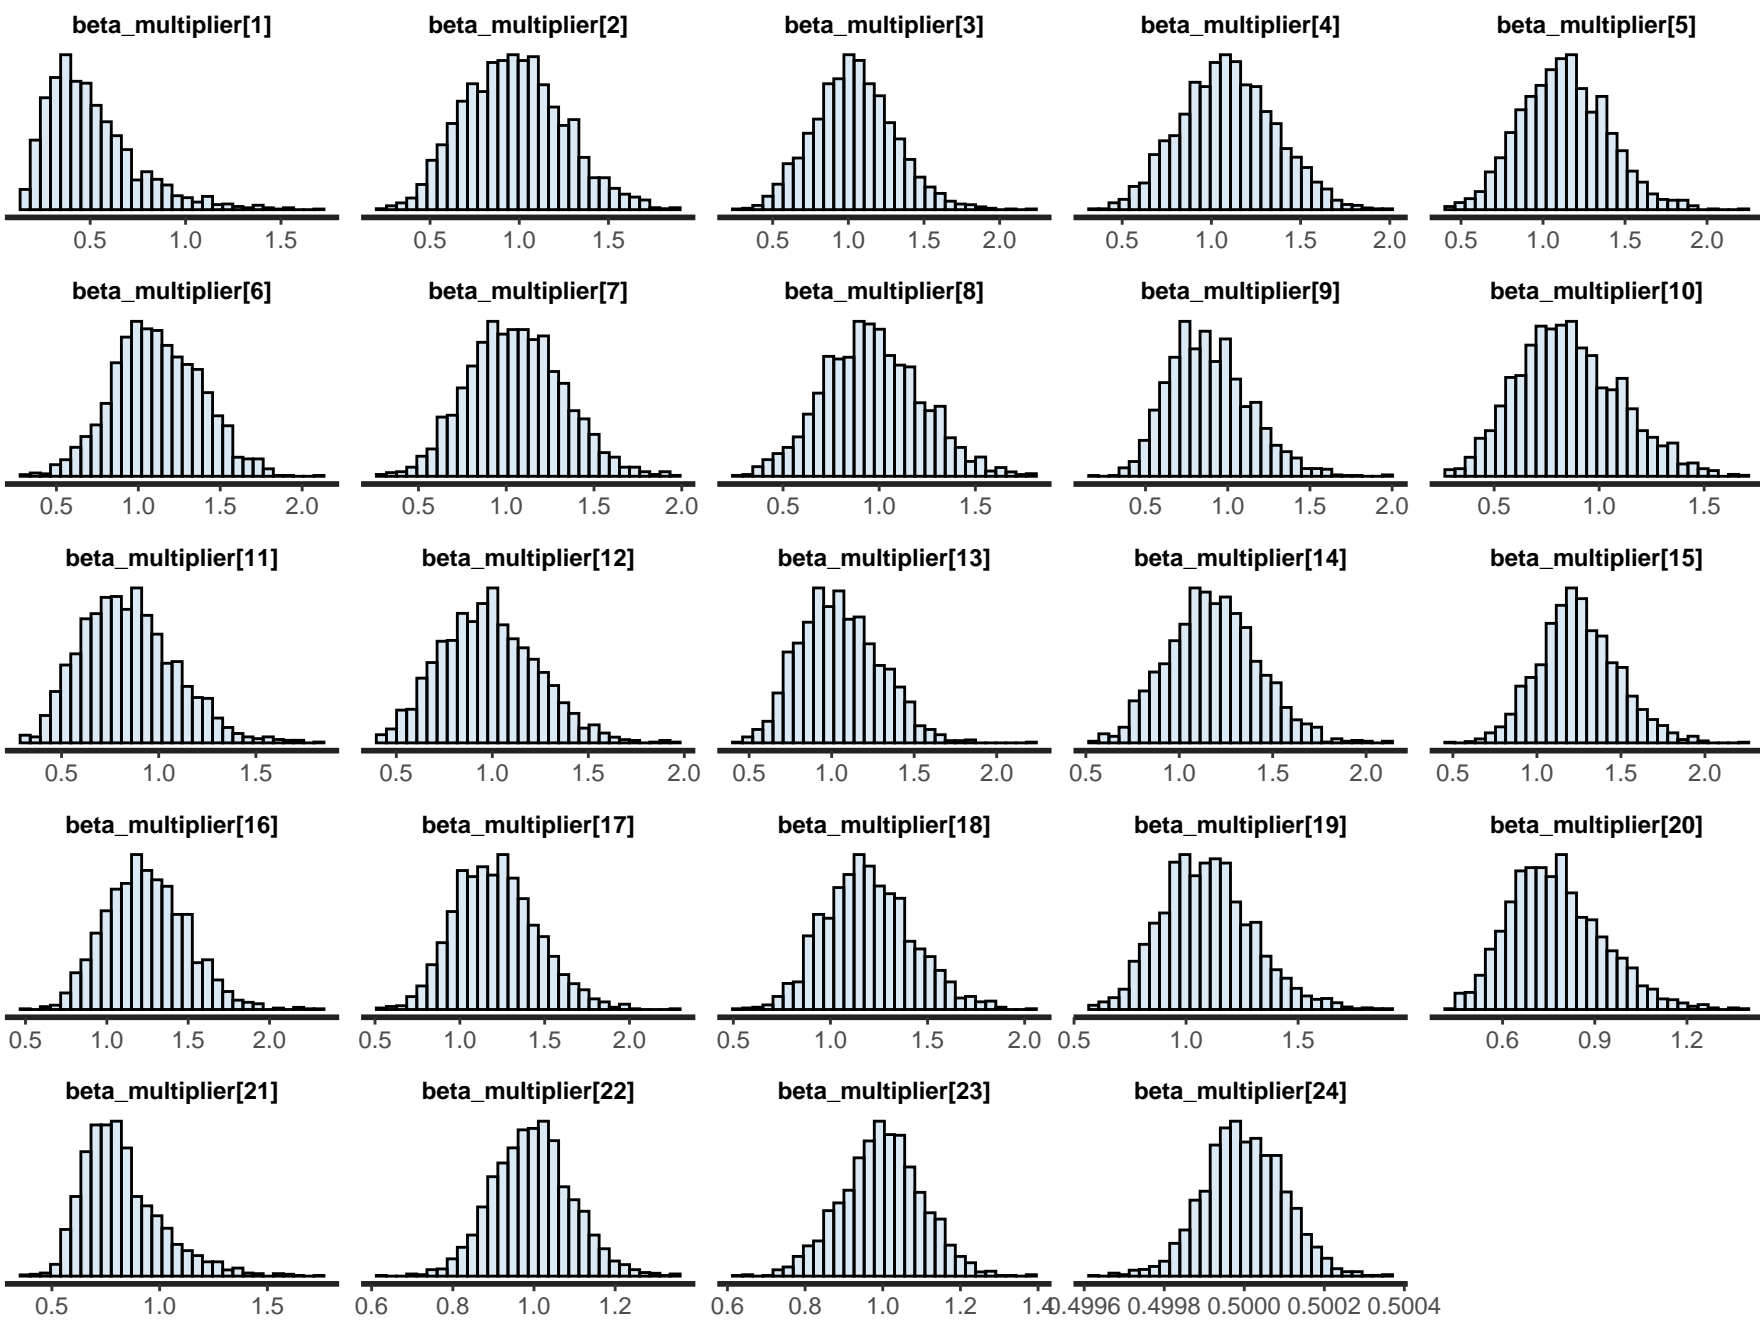 beta_multiplier[1] beta_multiplier[2] beta_multiplier[3] beta_multiplier[4] beta_multiplier[5]
0.5 1.0 1.5 0.5 1.0 1.5 0.5 1.0 1.5 2.0 0.5 1.0 1.5 2.0 0.5 1.0 1.5 2.0
beta_multiplier[6] beta_multiplier[7] beta_multiplier[8] beta_multiplier[9] beta_multiplier[10]
0.5 1.0 1.5 2.0 0.5 1.0 1.5 2.0 0.5 1.0 1.5 0.5 1.0 1.5 2.0 0.5 1.0 1.5
beta_multiplier[11] beta_multiplier[12] beta_multiplier[13] beta_multiplier[14] beta_multiplier[15]
0.5 1.0 1.5 0.5 1.0 1.5 2.0 0.5 1.0 1.5 2.0 0.5 1.0 1.5 2.0 0.5 1.0 1.5 2.0
beta_multiplier[16] beta_multiplier[17] beta_multiplier[18] beta_multiplier[19] beta_multiplier[20]
0.5 1.0 1.5 2.0 0.5 1.0 1.5 2.0 0.5 1.0 1.5 2.0 0.5 1.0 1.5 0.6 0.9 1.2
beta_multiplier[21] beta_multiplier[22] beta_multiplier[23] beta_multiplier[24]
0.5 1.0 1.5 0.6 0.8 1.0 1.2 0.6 0.8 1.0 1.2 1.4 0.4996 0.4998 0.5000 0.5002 0.5004